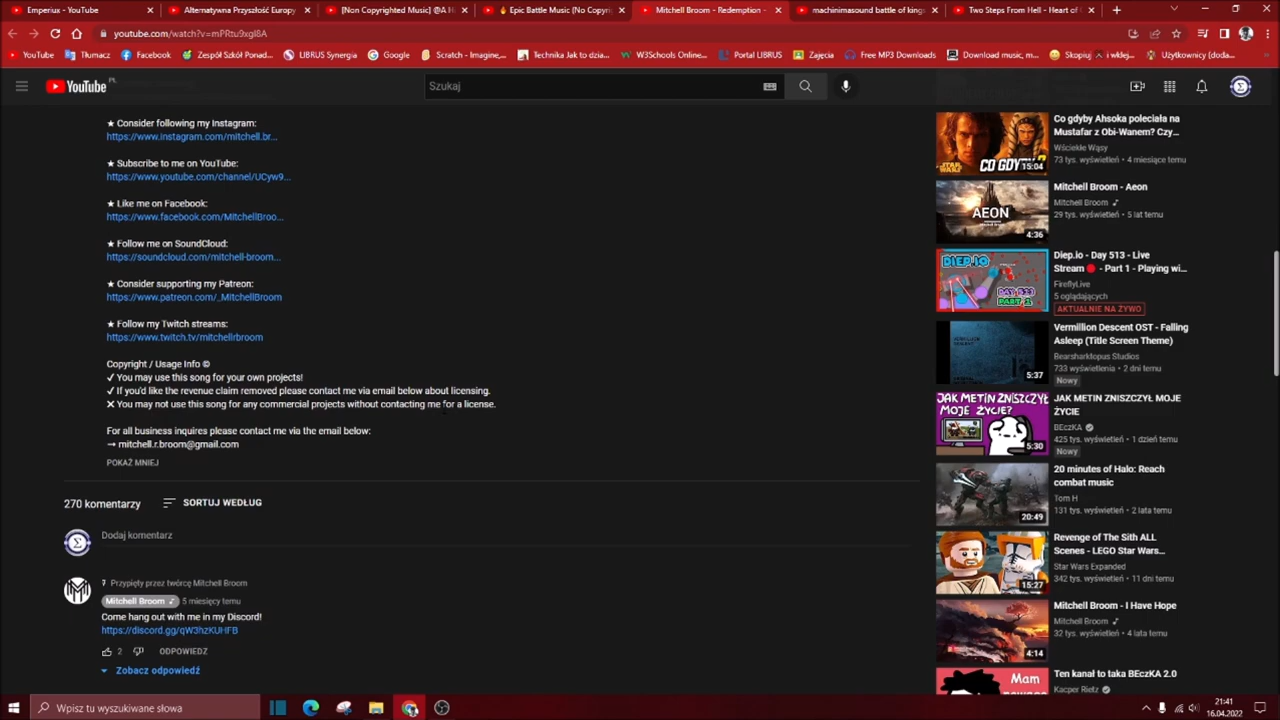 Emperiux - YouTube
Alternatywna Przyszłość Europy
[Non Copyrighted Music] @A H
Epic Battle Music (No Copyrig
Mitchell Broom - Redemption -
machinimasound battle of kings
Two Steps From Hell - Heart of C
youtube.com/watch?v=mPRtu9xgl8A
YouTube
Tłumacz
Facebook
Zespół Szkół Ponad...
LIBRUS Synergia
Google
Scratch - Imagine,...
Technika Jak to dzia...
W3Schools Online...
Portal LIBRUS
Zajęcia
Free MP3 Downloads
Download music, m...
Skopiuj i wklej...
Użytkownicy (doda...
YouTube PL
Szukaj
★ Consider following my Instagram:
https://www.instagram.com/mitchell.br...
★ Subscribe to me on YouTube:
https://www.youtube.com/channel/UCyw9...
★ Like me on Facebook:
https://www.facebook.com/MitchellBroo...
★ Follow me on SoundCloud:
https://soundcloud.com/mitchell-broom...
★ Consider supporting my Patreon:
https://www.patreon.com/_MitchellBroom
★ Follow my Twitch streams:
https://www.twitch.tv/mitchellrbroom
Copyright / Usage Info ©
✓ You may use this song for your own projects!
✓ If you'd like the revenue claim removed please contact me via email below about licensing.
✕ You may not use this song for any commercial projects without contacting me for a license.
For all business inquires please contact me via the email below:
→ mitchell.r.broom@gmail.com
POKAŻ MNIEJ
270 komentarzy
SORTUJ WEDŁUG
Dodaj komentarz
Przypięty przez twórcę Mitchell Broom
Mitchell Broom 5 miesięcy temu
Come hang out with me in my Discord!
https://discord.gg/qW3hzKUHFB
2
ODPOWIEDZ
Zobacz odpowiedź
STAR WARS
CO GDYBY ?
15:04
Co gdyby Ahsoka poleciała na
Mustafar z Obi-Wanem? Czy...
Wściekłe Wąsy
73 tys. wyświetleń • 4 miesiące temu
AEON
4:36
Mitchell Broom - Aeon
Mitchell Broom
29 tys. wyświetleń • 5 lat temu
DIEP.IO
DAY 513
PART 1
Diep.io - Day 513 - Live
Stream 🔴 - Part 1 - Playing wi...
FireflyLive
5 oglądających
AKTUALNIE NA ŻYWO
5:37
Vermillion Descent OST - Falling
Asleep (Title Screen Theme)
Bearsharktopus Studios
733 wyświetlenia • 2 dni temu
Nowy
JAK METIN ZNISZCZYŁ
MOJE ŻYCIE?
5:30
JAK METIN ZNISZCZYŁ MOJE
ŻYCIE
BEczKA
425 tys. wyświetleń • 1 dzień temu
Nowy
20:49
20 minutes of Halo: Reach
combat music
Tom H
131 tys. wyświetleń • 2 lata temu
15:27
Revenge of The Sith ALL
Scenes - LEGO Star Wars...
Star Wars Expanded
342 tys. wyświetleń • 11 dni temu
4:14
Mitchell Broom - I Have Hope
Mitchell Broom
32 tys. wyświetleń • 4 lata temu
Mam
Ten kanał to taka BEczKA 2.0
Kacper Rietz
Wpisz tu wyszukiwane słowa
21:41
16.04.2022